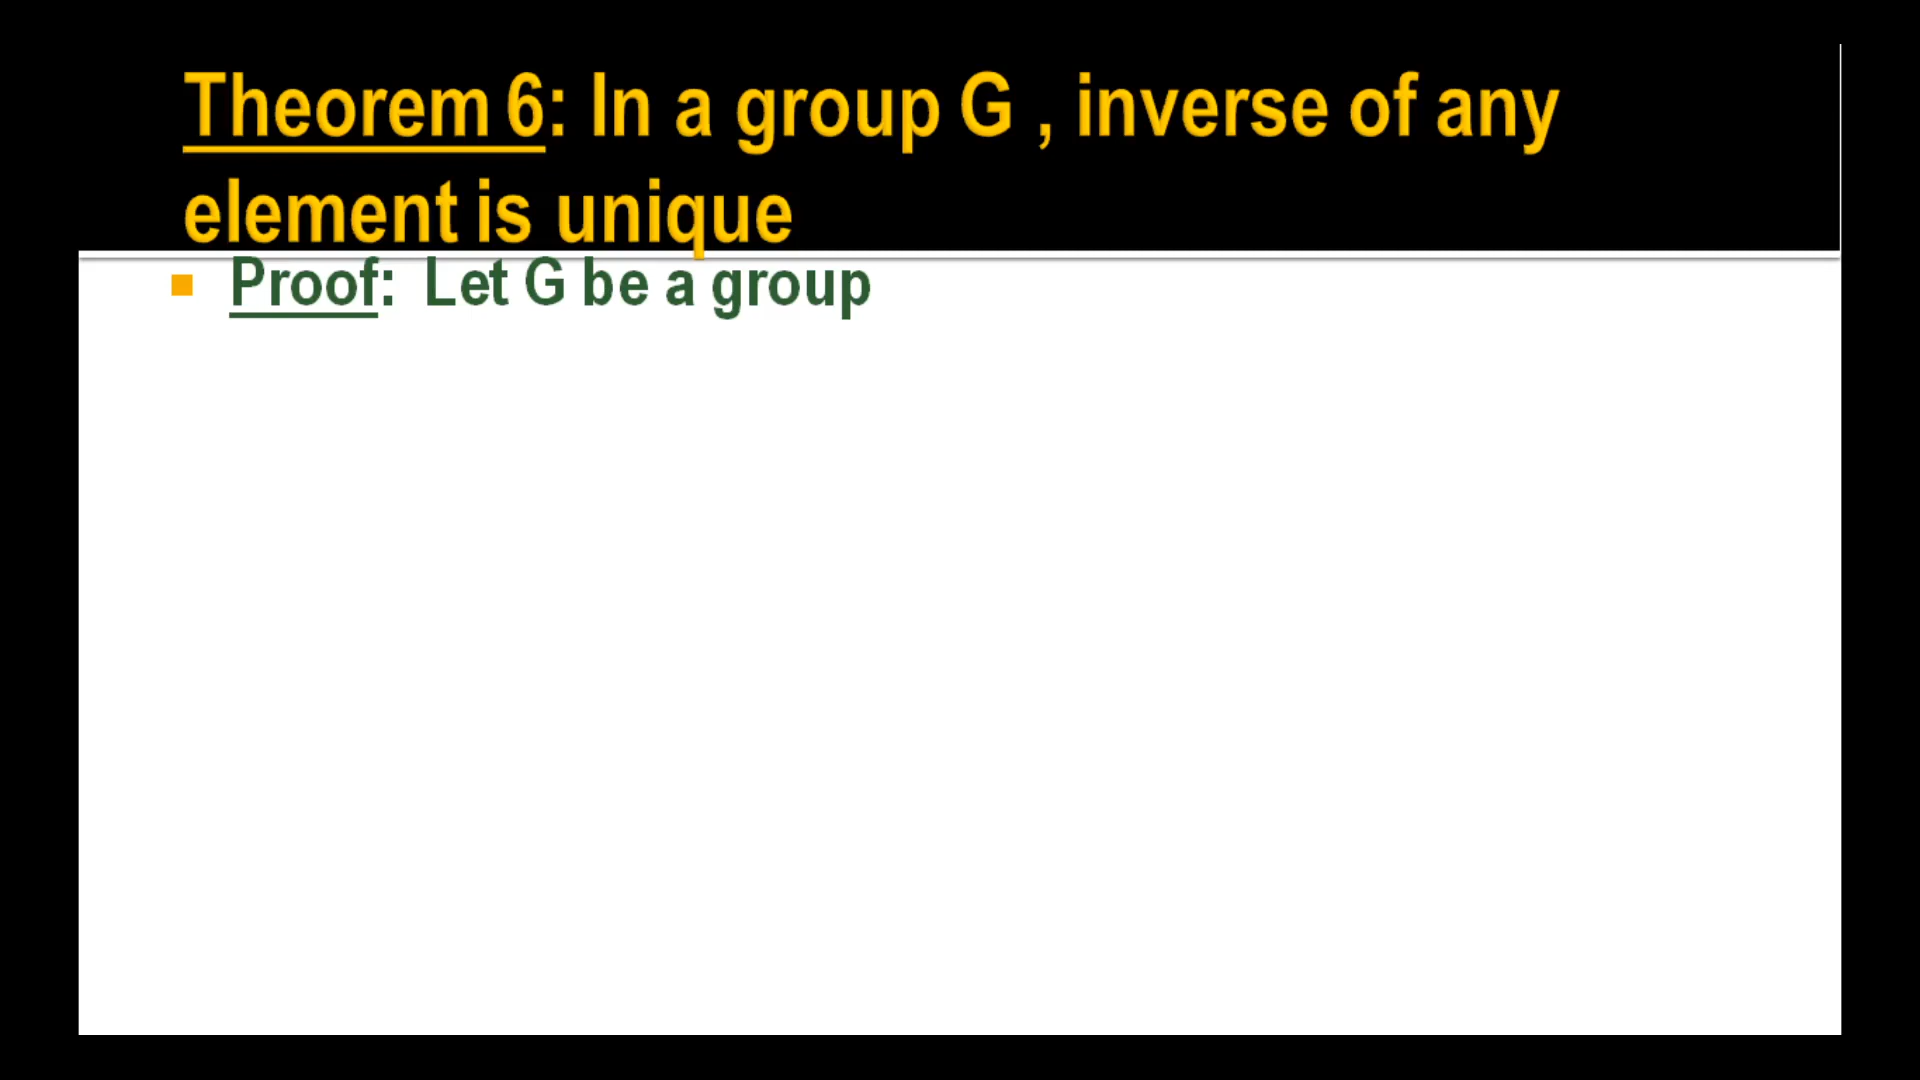 Theorem 6: In a group G , inverse of any
element is unique
Proof: Let G be a group